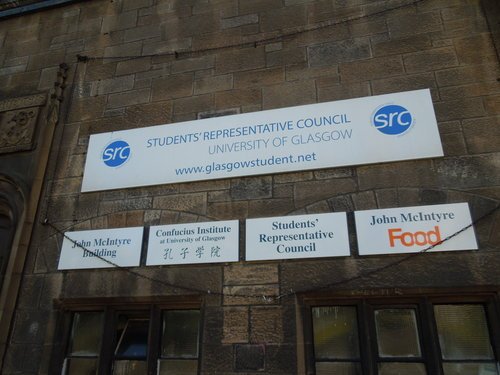 src
STUDENTS' REPRESENTATIVE COUNCIL
UNIVERSITY OF GLASGOW
www.glasgowstudent.net
src
John McIntyre
Building
Confucius Institute
at University of Glasgow
孔子学院
Students'
Representative
Council
John McIntyre
Food